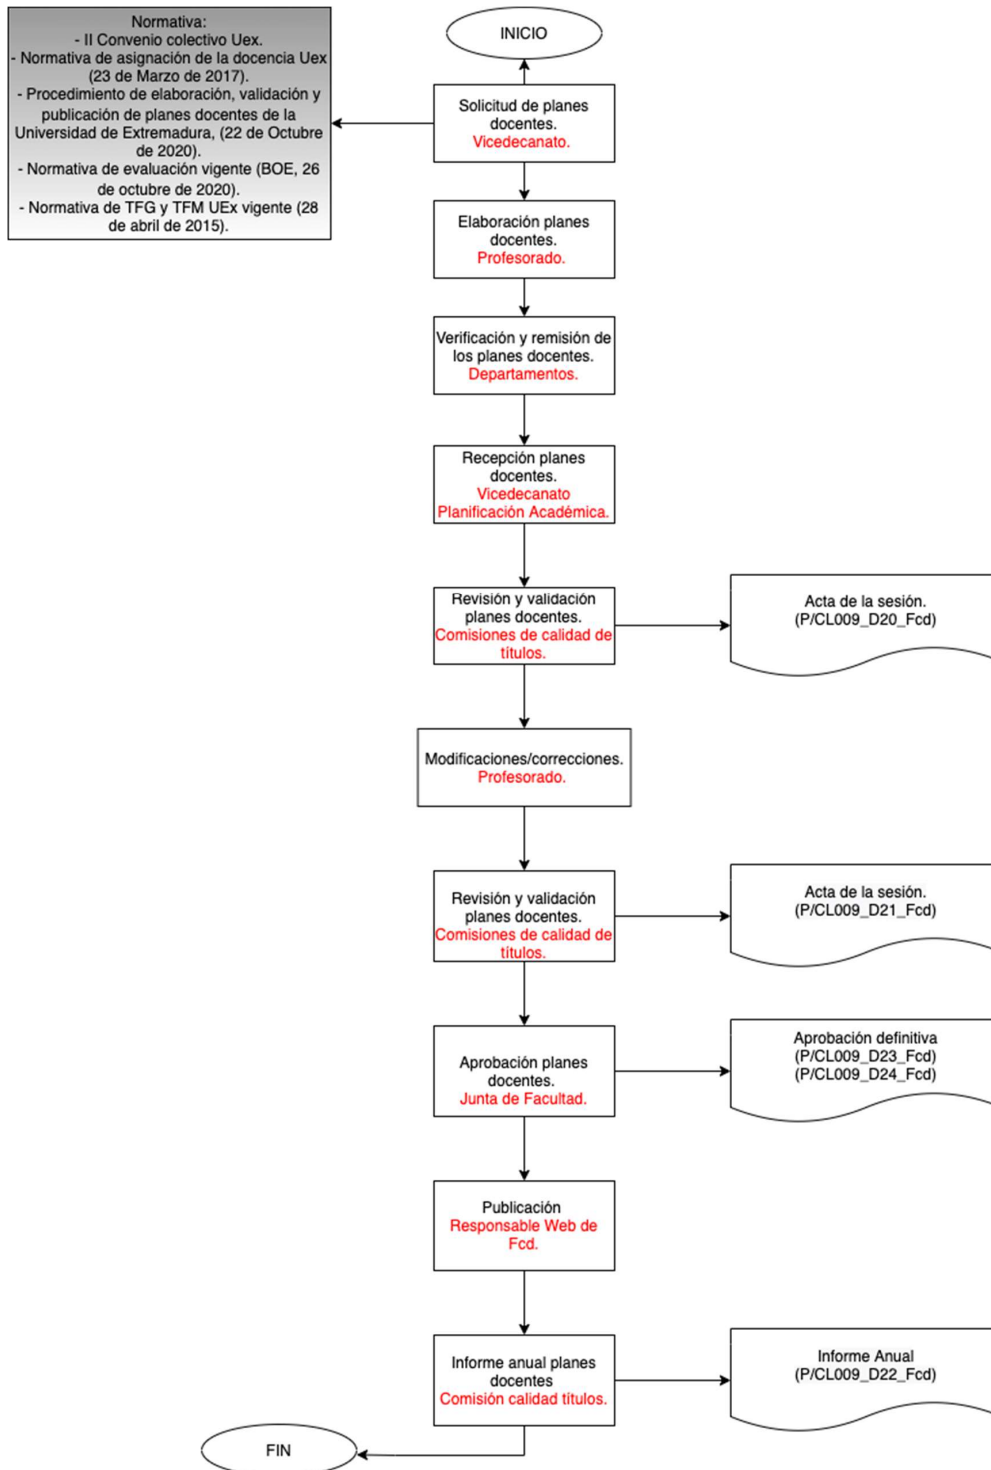 Normativa:
- II Convenio colectivo Uex.
- Normativa de asignación de la docencia Uex
(23 de Marzo de 2017).
- Procedimiento de elaboración, validación y
publicación de planes docentes de la
Universidad de Extremadura, (22 de Octubre
de 2020).
- Normativa de evaluación vigente (BOE, 26
de octubre de 2020).
- Normativa de TFG y TFM UEx vigente (28
de abril de 2015).
INICIO
Solicitud de planes
docentes.
Vicedecanato.
Elaboración planes
docentes.
Profesorado.
Verificación y remisión de
los planes docentes.
Departamentos.
Recepción planes
docentes.
Vicedecanato
Planificación Académica.
Revisión y validación
planes docentes.
Comisiones de calidad de
títulos.
Acta de la sesión.
(P/CL009_D20_Fcd)
Modificaciones/correcciones.
Profesorado.
Revisión y validación
planes docentes.
Comisiones de calidad de
títulos.
Acta de la sesión.
(P/CL009_D21_Fcd)
Aprobación planes
docentes.
Junta de Facultad.
Aprobación definitiva
(P/CL009_D23_Fcd)
(P/CL009_D24_Fcd)
Publicación
Responsable Web de
Fcd.
Informe anual planes
docentes
Comisión calidad títulos.
Informe Anual
(P/CL009_D22_Fcd)
FIN